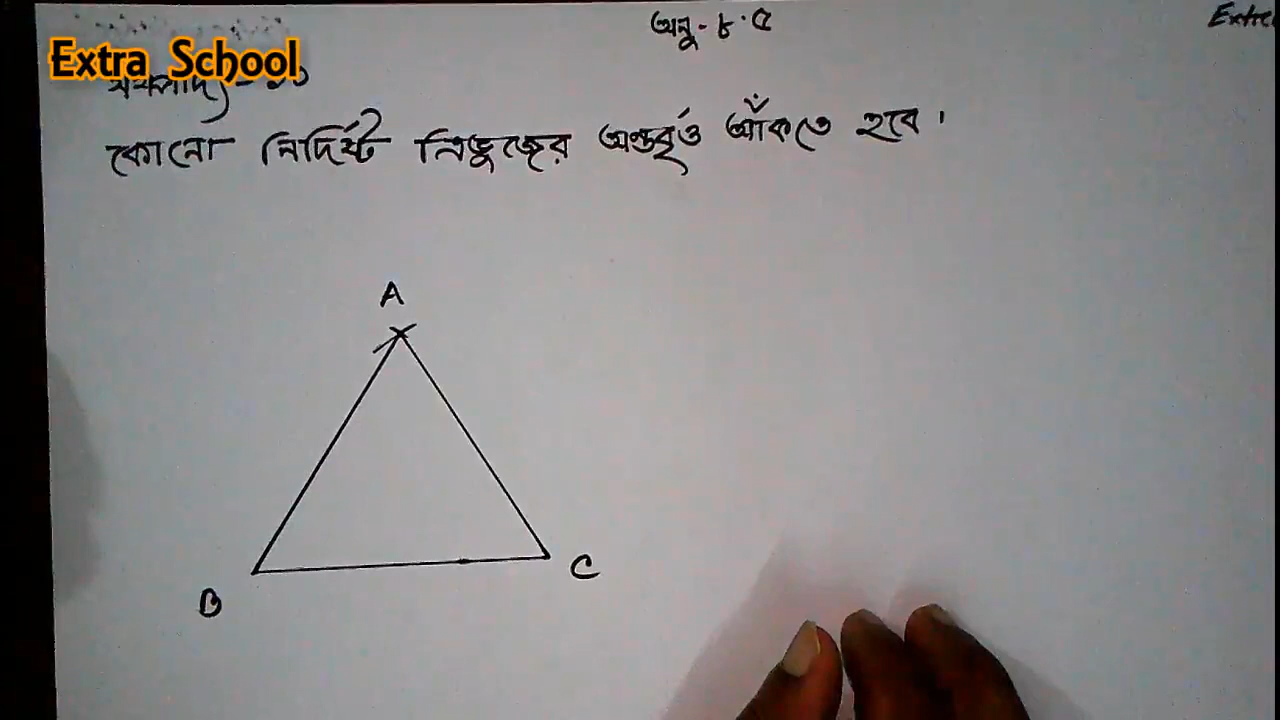 অনু - ৮.৫
Extra School
কোনো নির্দিষ্ট ত্রিভুজের অন্তর্বৃত্ত আঁকতে হবে।
A
B
C